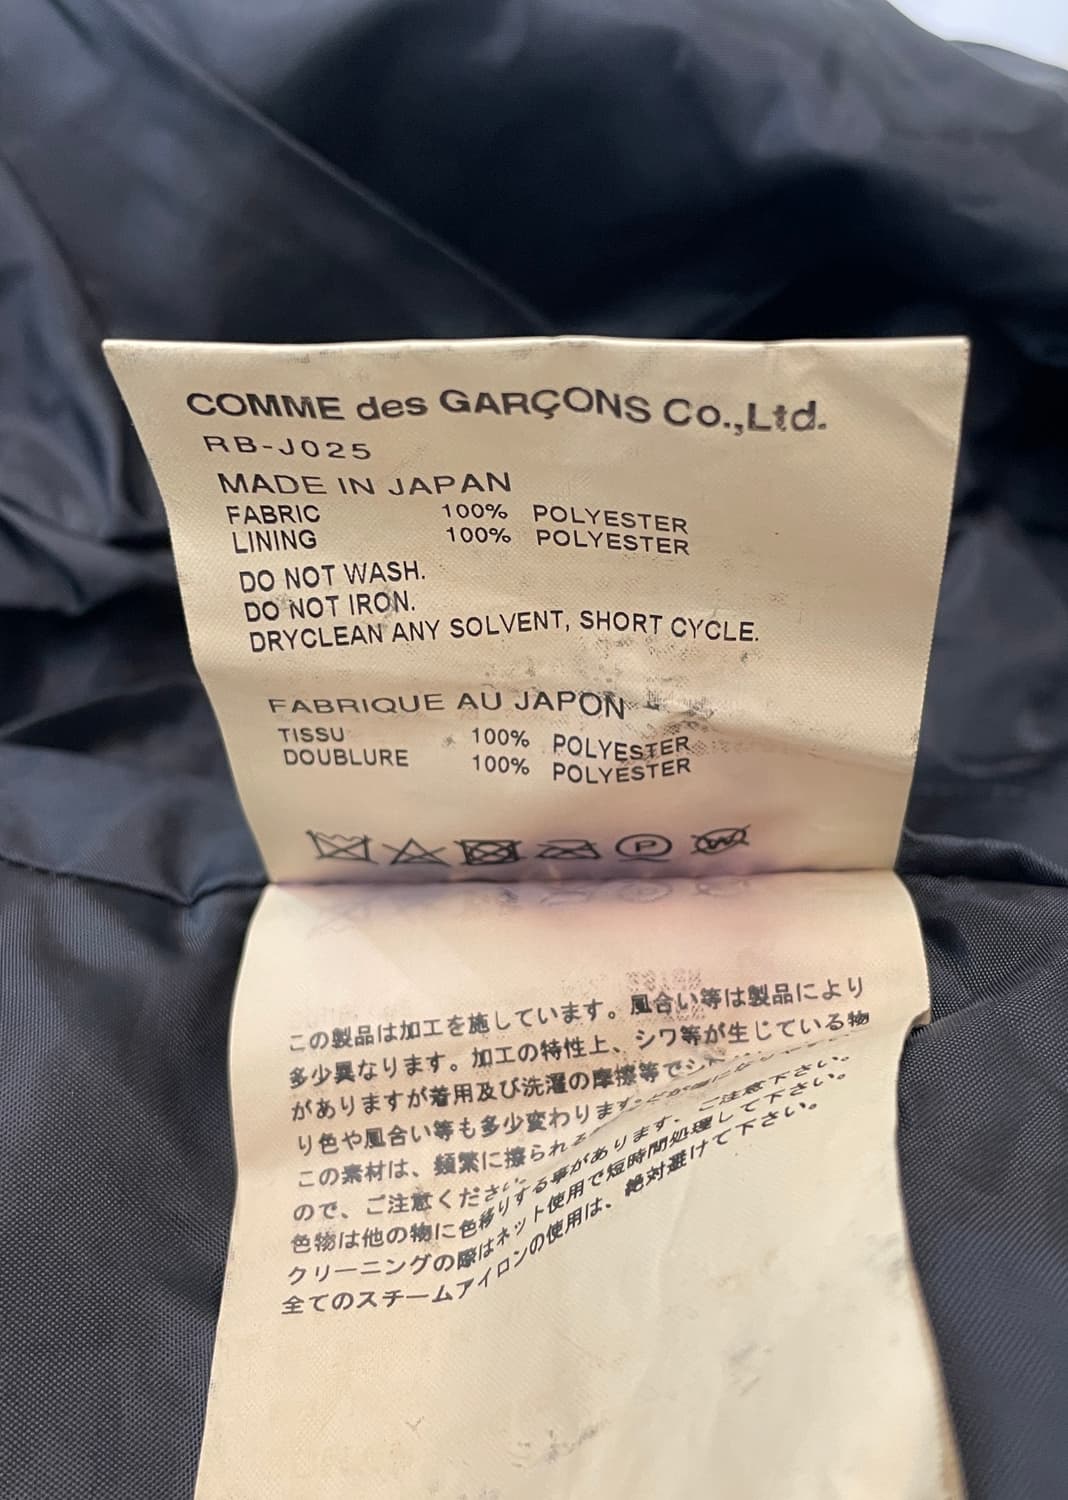 COMME des GARÇONS Co.,Ltd.
RB-J025
MADE IN JAPAN
FABRIC 100% POLYESTER
LINING 100% POLYESTER
DO NOT WASH.
DO NOT IRON.
DRYCLEAN ANY SOLVENT, SHORT CYCLE.
FABRIQUE AU JAPON
TISSU 100% POLYESTER
DOUBLURE 100% POLYESTER
P
W
この製品は加工を施しています。風合い等は製品により
多少異なります。加工の特性上、シワ等が生じている物
がありますが着用及び洗濯の摩擦等で
り色や風合い等も多少変わります
この素材は、頻繁に擦られる
ので、ご注意ください
色物は他の物に色移りする事があります、ご注意下さい。
クリーニングの際はネット使用で短時間処理して下さい。
全てのスチームアイロンの使用は、絶対避けて下さい。